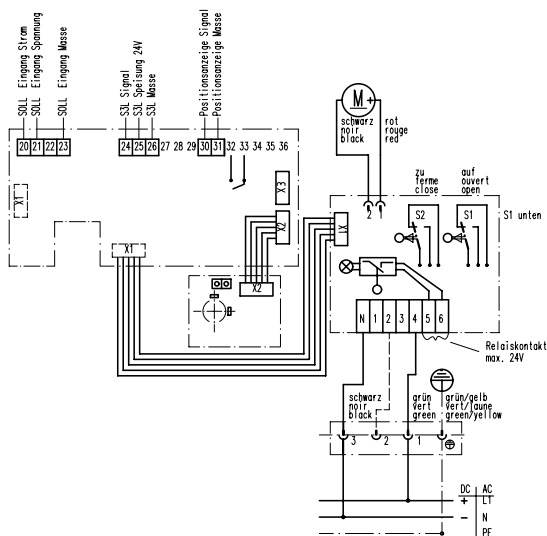 SOLL Eingang Strom
SOLL Eingang Spannung
SOLL Eingang Masse
S3L Signal
S3L Speisung 24V
S3L Masse
Positionsanzeige Signal
Positionsanzeige Masse
20 21 22 23 24 25 26 27 28 29 30 31 32 33 34 35 36
M
+
schwarz
noir
black
rot
rouge
red
2 1
X1
X3
X2
X1
X2
X1
zu
ferme
close
auf
ouvert
open
S2
S1
S1 unten
N 1 2 3 4 5 6
Relaiskontakt
max. 24V
schwarz
noir
black
grün
vert
green
grün/gelb
vert/jaune
green/yellow
3 2 1
DC AC
+ L1
- N
PE